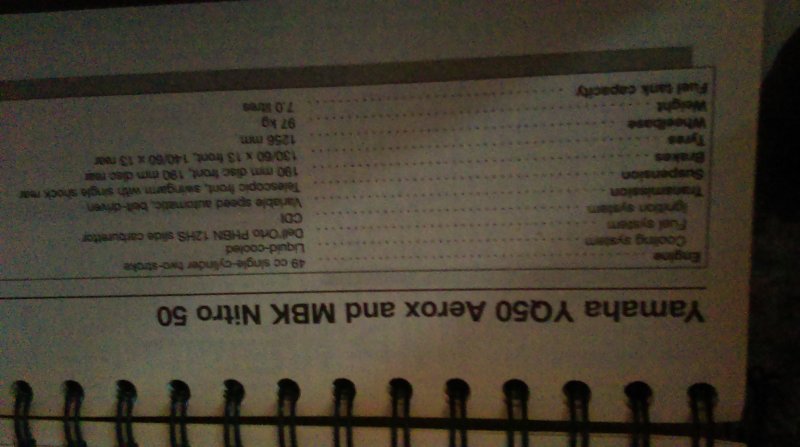 Yamaha YQ50 Aerox and MBK Nitro 50
Engine ........................ 49 cc single-cylinder two-stroke
Cooling system ........................ Liquid-cooled
Fuel system ........................ Dell'Orto PHBN 12HS slide carburettor
Ignition system ........................ CDI
Transmission ........................ Variable speed automatic, belt-driven
Suspension ........................ Telescopic front, swingarm with single shock rear
Brakes ........................ 190 mm disc front, 190 mm disc rear
Tyres ........................ 130/60 x 13 front, 140/60 x 13 rear
Wheelbase ........................ 1256 mm
Weight ........................ 97 kg
Fuel tank capacity ........................ 7.0 litres